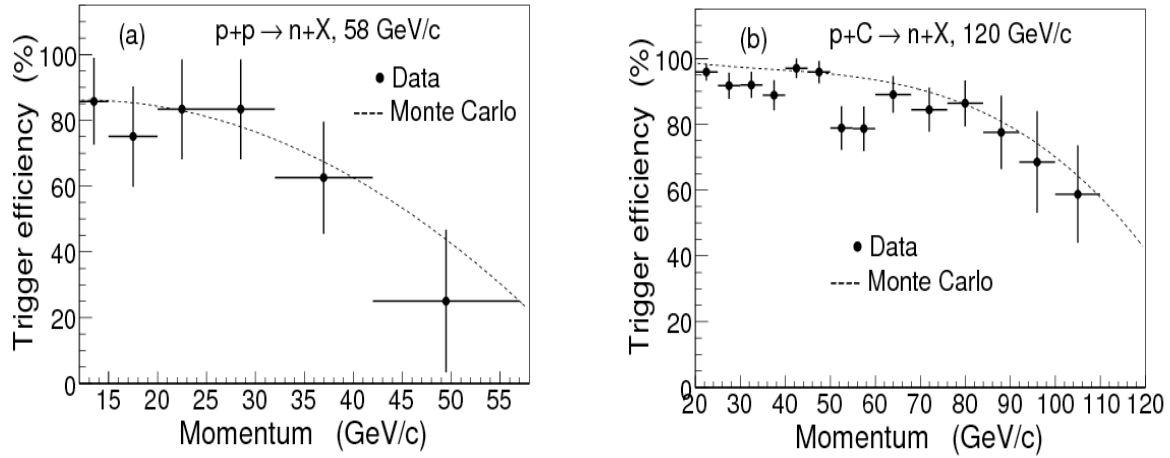 (a) p+p → n+X, 58 GeV/c
Data
Monte Carlo
Trigger efficiency (%)
100
80
60
40
20
0
15 20 25 30 35 40 45 50 55
Momentum (GeV/c)
(b) p+C → n+X, 120 GeV/c
Data
Monte Carlo
Trigger efficiency (%)
100
80
60
40
20
0
20 30 40 50 60 70 80 90 100 110 120
Momentum (GeV/c)